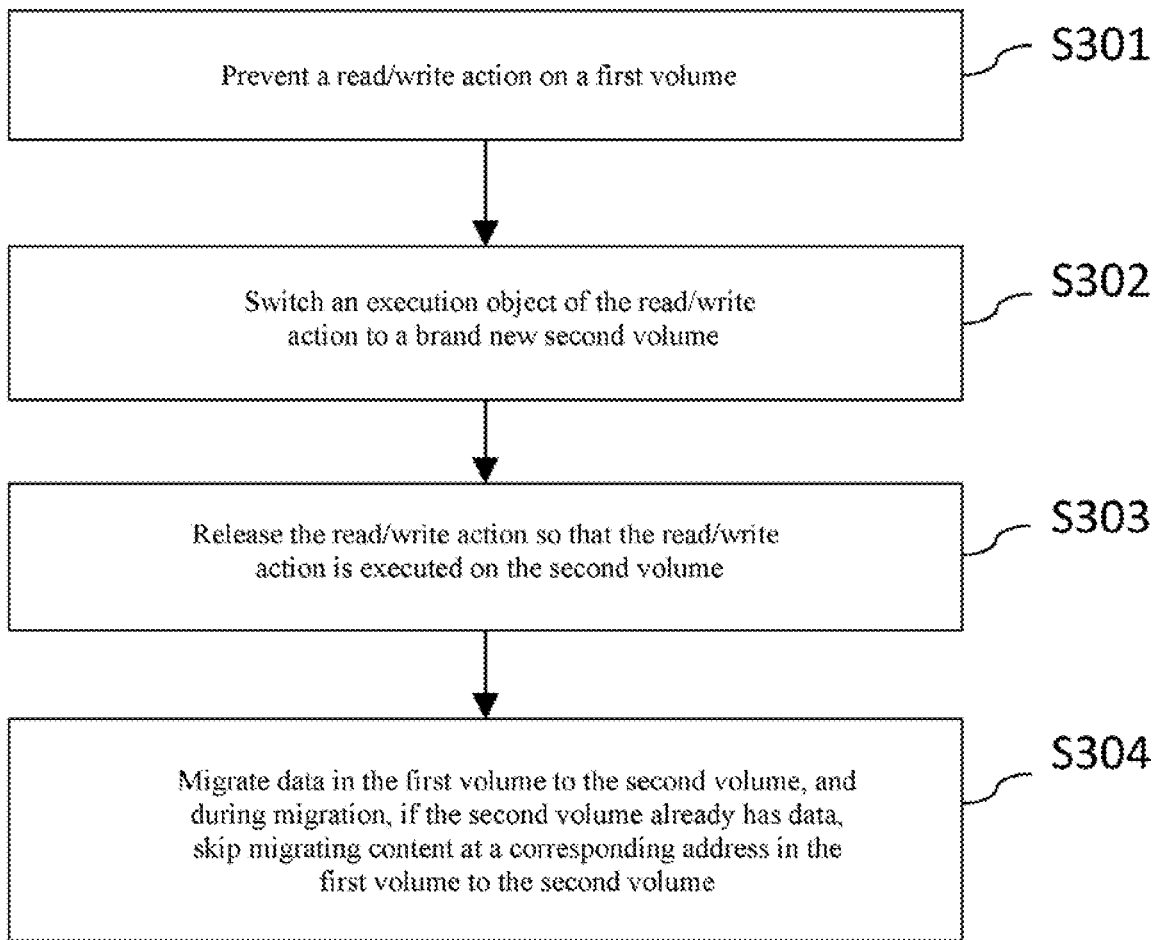 Prevent a read/write action on a first volume
S301
Switch an execution object of the read/write
action to a brand new second volume
S302
Release the read/write action so that the read/write
action is executed on the second volume
S303
Migrate data in the first volume to the second volume, and
during migration, if the second volume already has data,
skip migrating content at a corresponding address in the
first volume to the second volume
S304